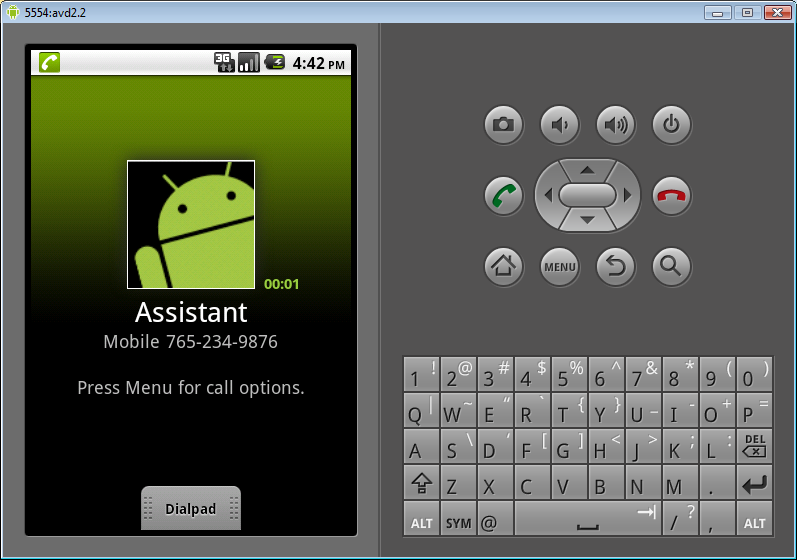 5554:avd2.2
3G 4:42 PM
00:01
Assistant
Mobile 765-234-9876
Press Menu for call options.
Dialpad
MENU
1 ! 2 @ 3 # 4 $ 5 % 6 ^ 7 & 8 * 9 ( 0 )
Q | W ~ E “ R ` T { Y } U _ I - O + P =
A S \ D ‘ F [ G ] H < J > K ; L : DEL
Z X C V B N M .
ALT SYM @ / ? , ALT